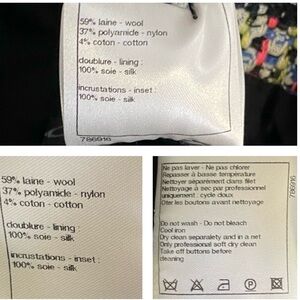 59% laine - wool
37% polyamide - nylon
4% coton - cotton
doublure - lining :
100% soie - silk
incrustations - inset :
100% soie - silk
786916
59% laine - wool
37% polyamide - nylon
4% coton - cotton
doublure - lining :
100% soie - silk
incrustations - inset :
100% soie - silk
Ne pas laver - Ne pas chlorer
Repasser à basse température
Nettoyer séparément dans filet
Nettoyage à sec par professionnel
uniquement: cycle doux
Oter les boutons avant nettoyage
Do not wash - Do not bleach
Cool iron
Dry clean separately and in a net
Only professional soft dry clean
Take off buttons before
cleaning